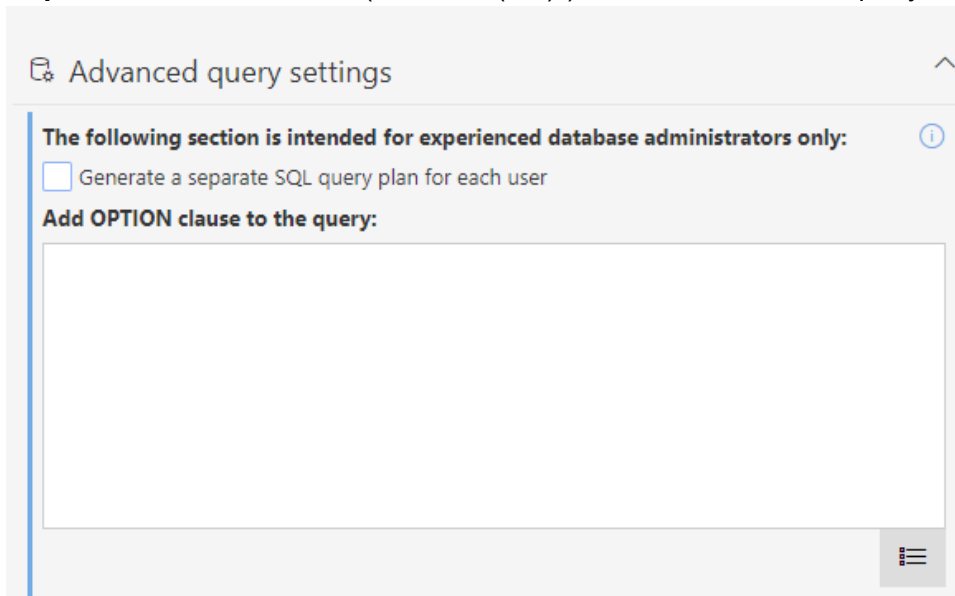 Advanced query settings
The following section is intended for experienced database administrators only:
Generate a separate SQL query plan for each user
Add OPTION clause to the query: